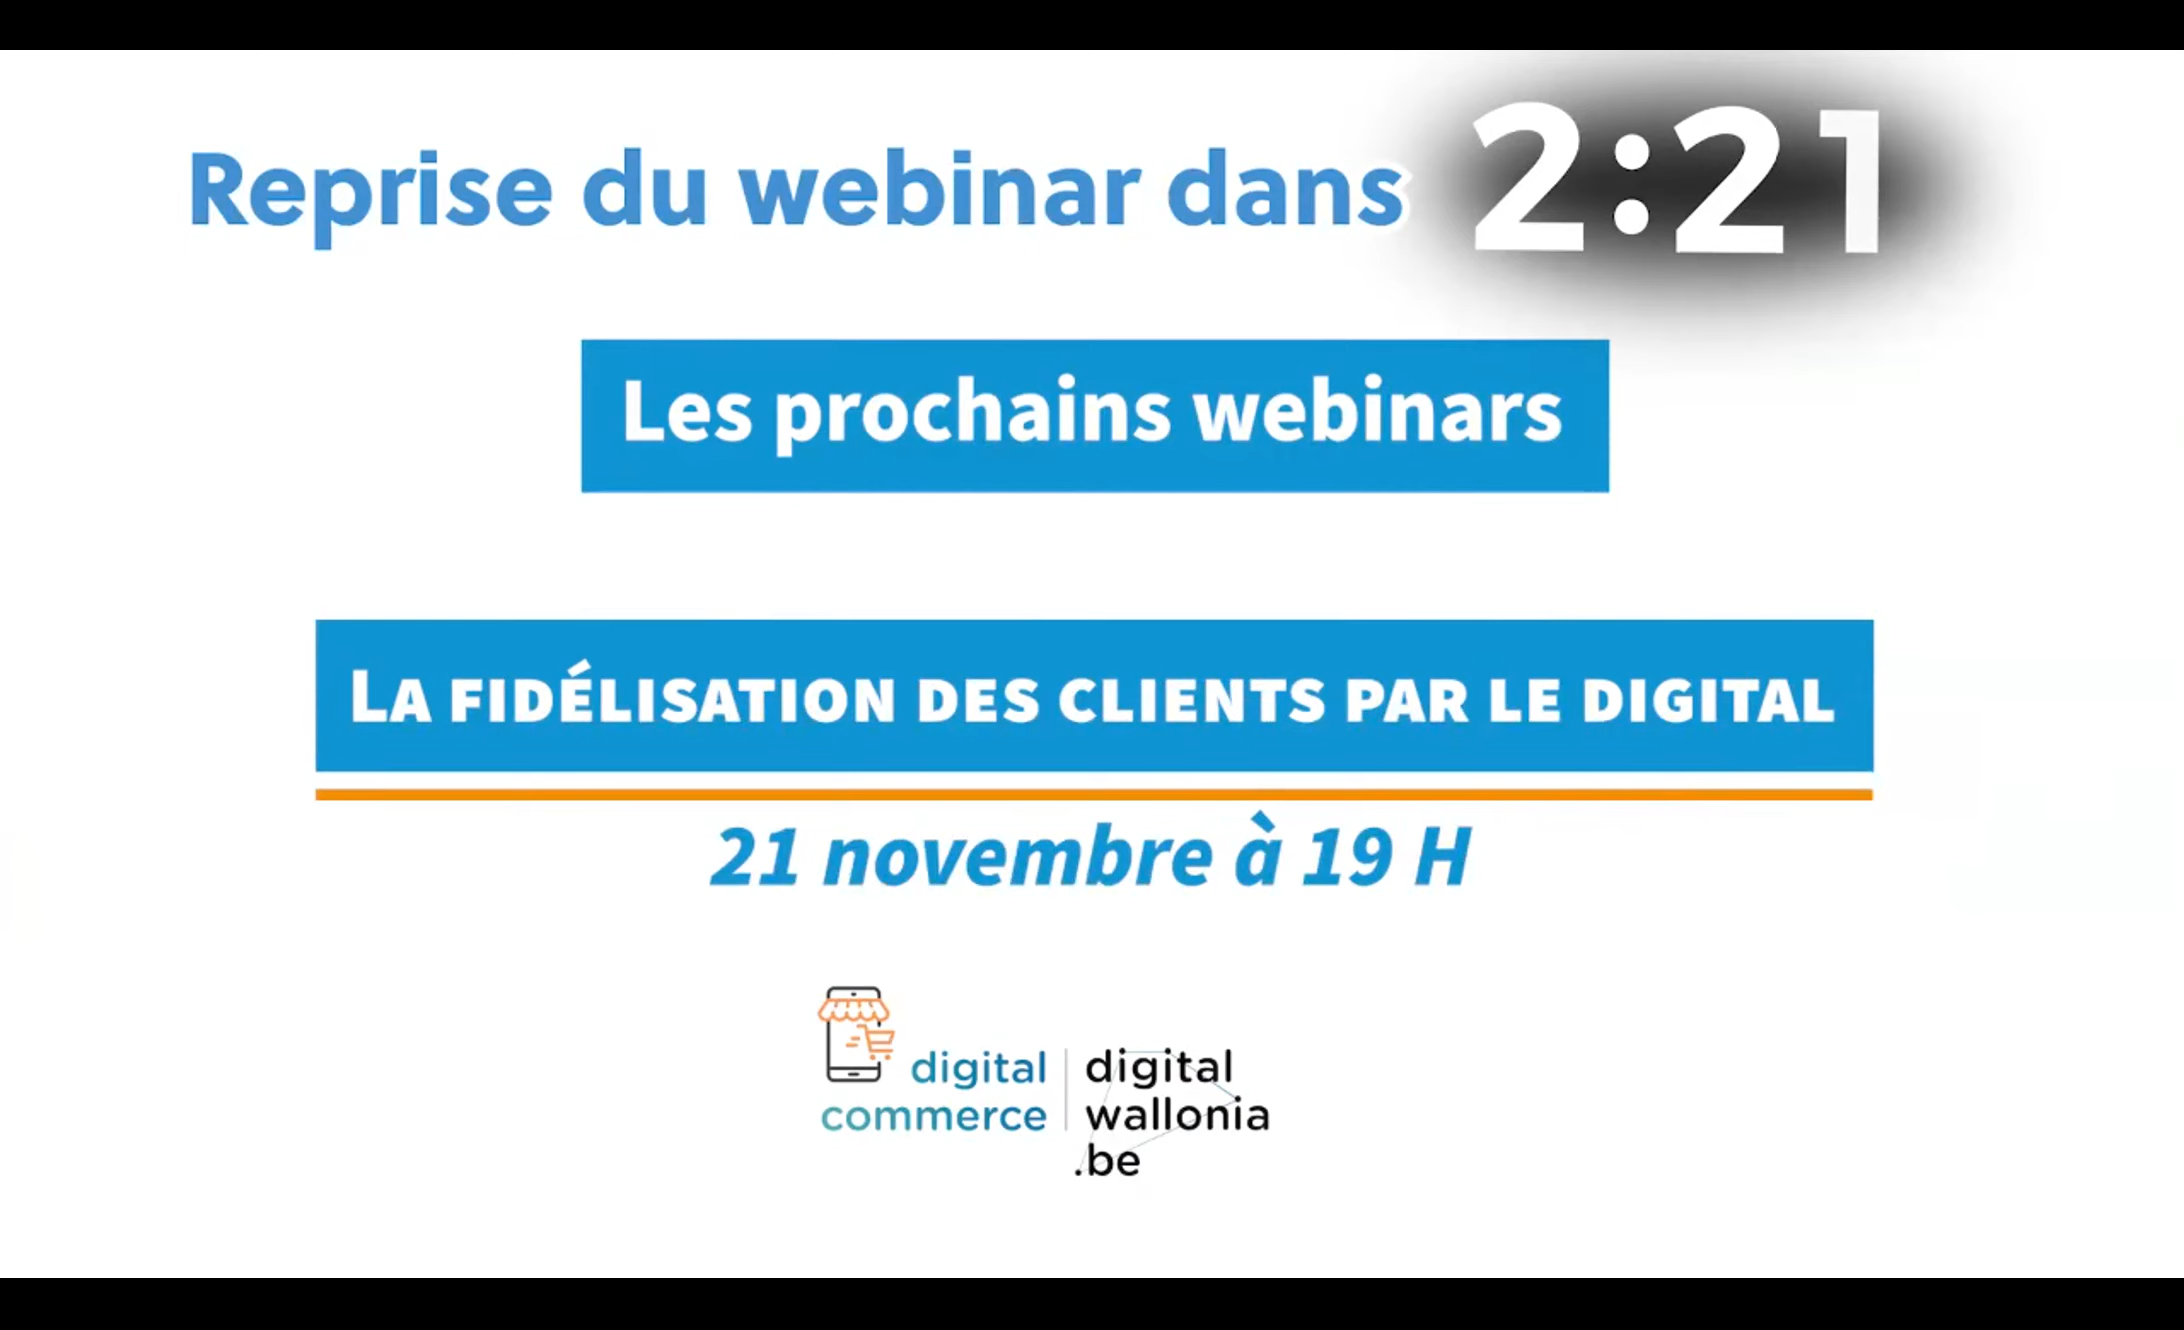 Reprise du webinar dans 2:21
Les prochains webinars
LA FIDÉLISATION DES CLIENTS PAR LE DIGITAL
21 novembre à 19 H
digital commerce
digital wallonia .be